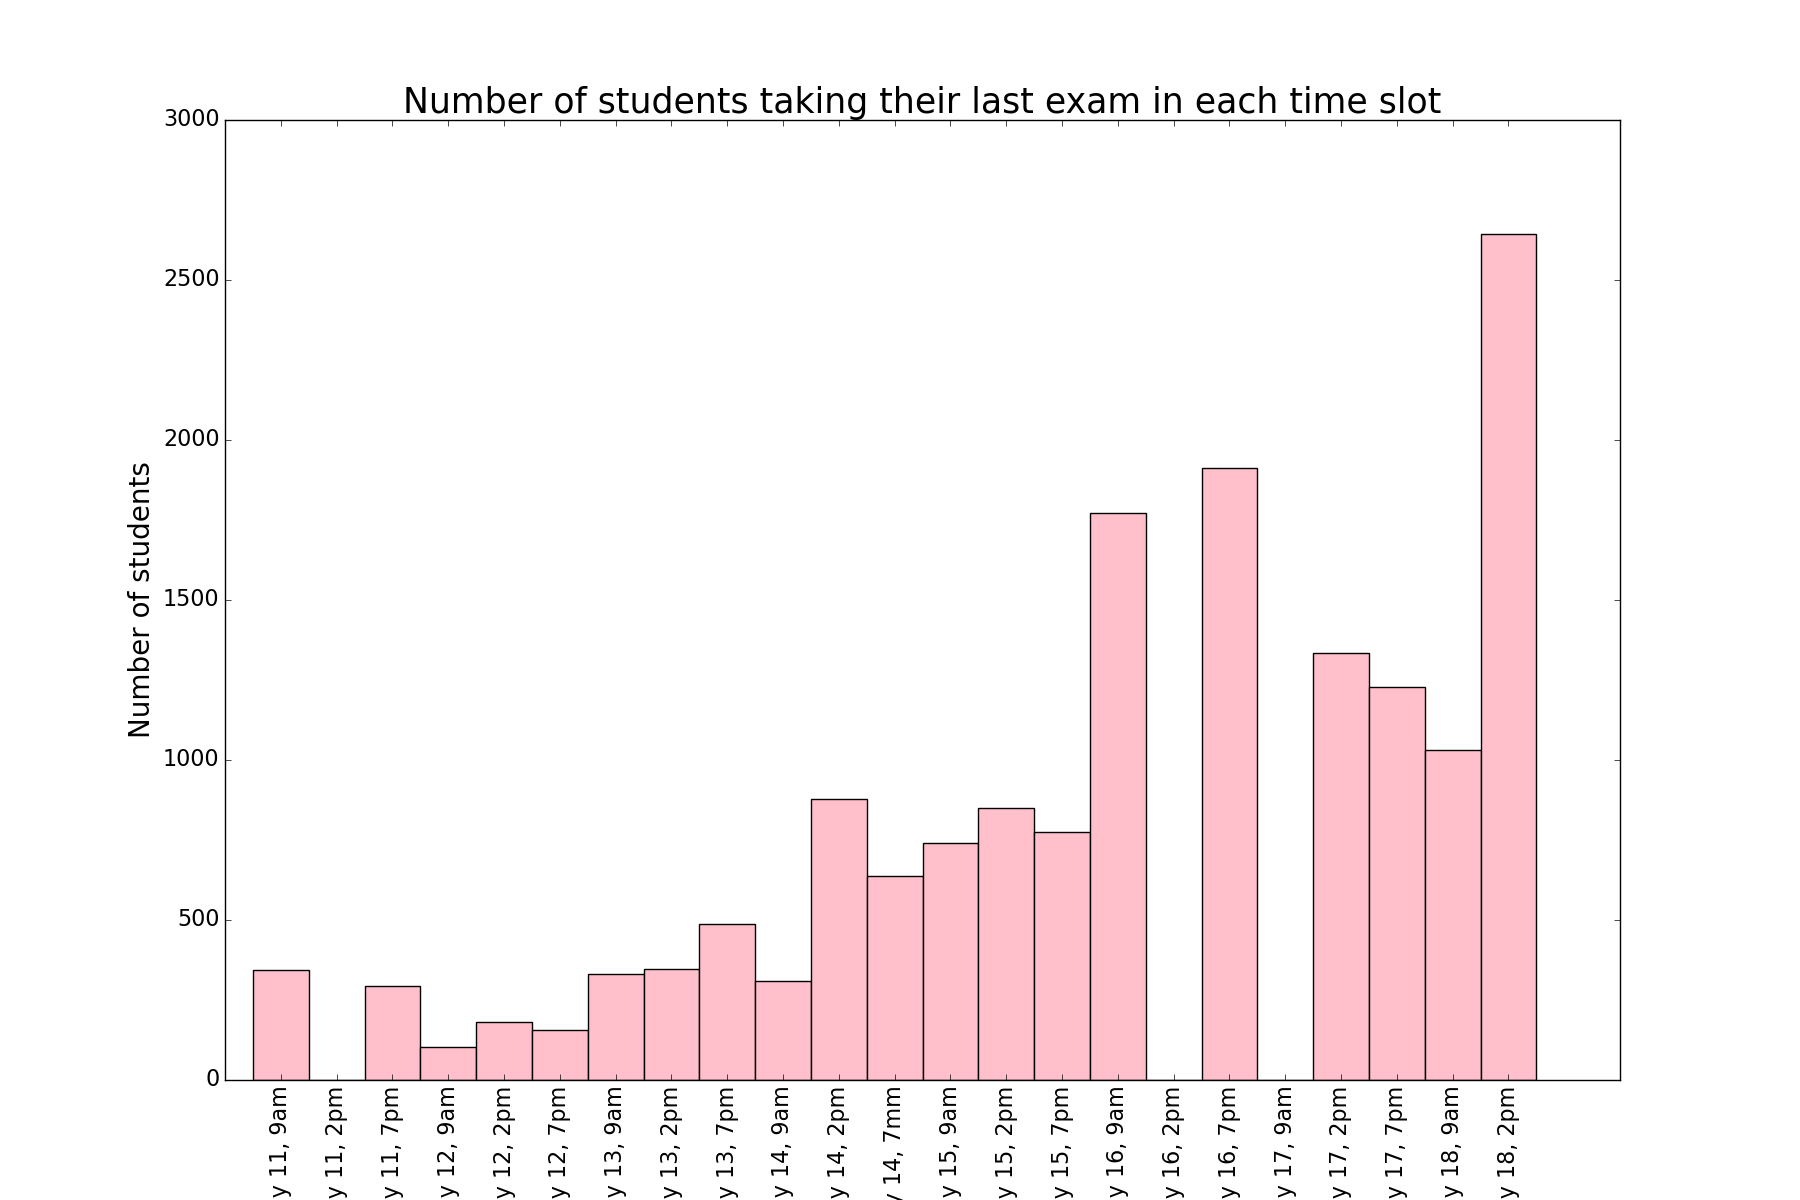 Number of students taking their last exam in each time slot
3000
2500
2000
1500
1000
500
0
Number of students
y 11, 9am
y 11, 2pm
y 11, 7pm
y 12, 9am
y 12, 2pm
y 12, 7pm
y 13, 9am
y 13, 2pm
y 13, 7pm
y 14, 9am
y 14, 2pm
y 14, 7mm
y 15, 9am
y 15, 2pm
y 15, 7pm
y 16, 9am
y 16, 2pm
y 16, 7pm
y 17, 9am
y 17, 2pm
y 17, 7pm
y 18, 9am
y 18, 2pm